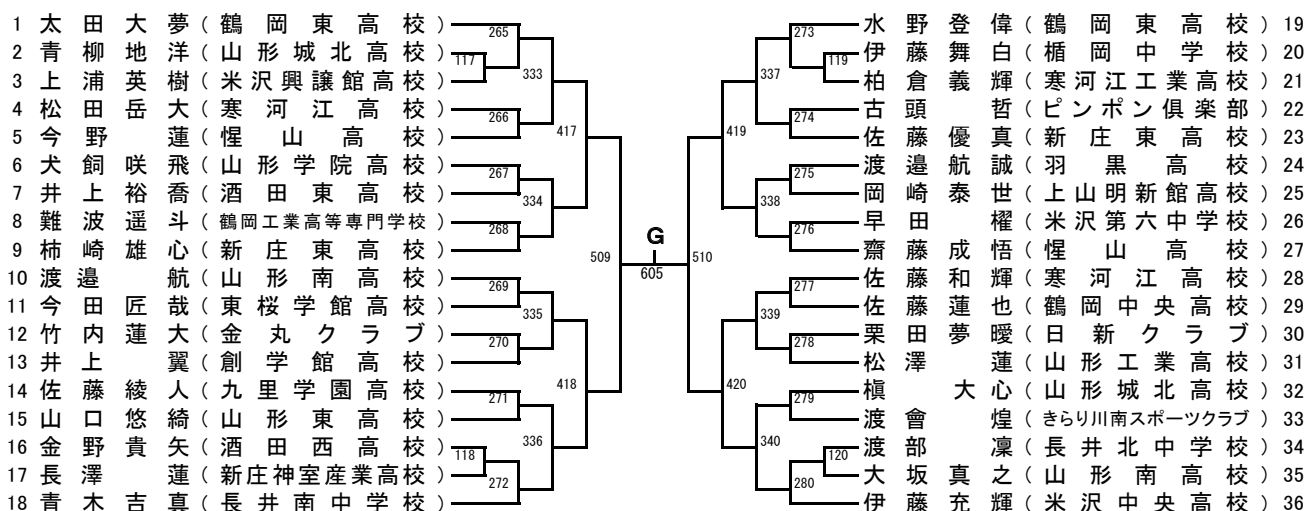 1 太田大夢（鶴岡東高校）
2 青柳地洋（山形城北高校）
3 上浦英樹（米沢興譲館高校）
4 松田岳大（寒河江高校）
5 今野蓮（惺山高校）
6 犬飼咲飛（山形学院高校）
7 井上裕喬（酒田東高校）
8 難波遥斗（鶴岡工業高等専門学校）
9 柿崎雄心（新庄東高校）
10 渡邉航（山形南高校）
11 今田匠哉（東桜学館高校）
12 竹内蓮大（金丸クラブ）
13 井上翼（創学館高校）
14 佐藤綾人（九里学園高校）
15 山口悠綺（山形東高校）
16 金野貴矢（酒田西高校）
17 長澤蓮（新庄神室産業高校）
18 青木吉真（長井南中学校）
265
117
333
266
417
267
334
268
509
269
335
270
418
271
336
118
272
G
605
273
119
337
274
419
275
338
276
510
277
339
278
420
279
340
120
280
水野登偉（鶴岡東高校）19
伊藤舞白（楯岡中学校）20
柏倉義輝（寒河江工業高校）21
古頭哲（ピンポン倶楽部）22
佐藤優真（新庄東高校）23
渡邉航誠（羽黒高校）24
岡崎泰世（上山明新館高校）25
早田櫂（米沢第六中学校）26
齋藤成悟（惺山高校）27
佐藤和輝（寒河江高校）28
佐藤蓮也（鶴岡中央高校）29
栗田夢曖（日新クラブ）30
松澤蓮（山形工業高校）31
槇大心（山形城北高校）32
渡會煌（きらり川南スポーツクラブ）33
渡部凜（長井北中学校）34
大坂真之（山形南高校）35
伊藤充輝（米沢中央高校）36